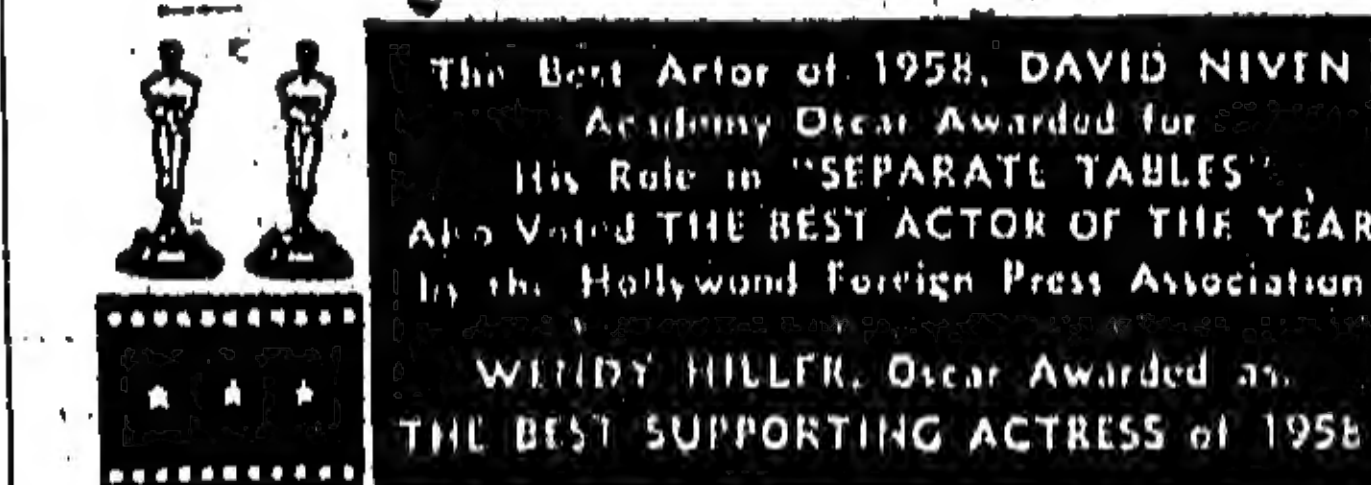 The Best Actor of 1958, DAVID NIVEN
Academy Oscar Awarded for
His Role in "SEPARATE TABLES",
Also Voted THE BEST ACTOR OF THE YEAR
by the Hollywood Foreign Press Association
WENDY HILLER, Oscar Awarded as
THE BEST SUPPORTING ACTRESS of 1958